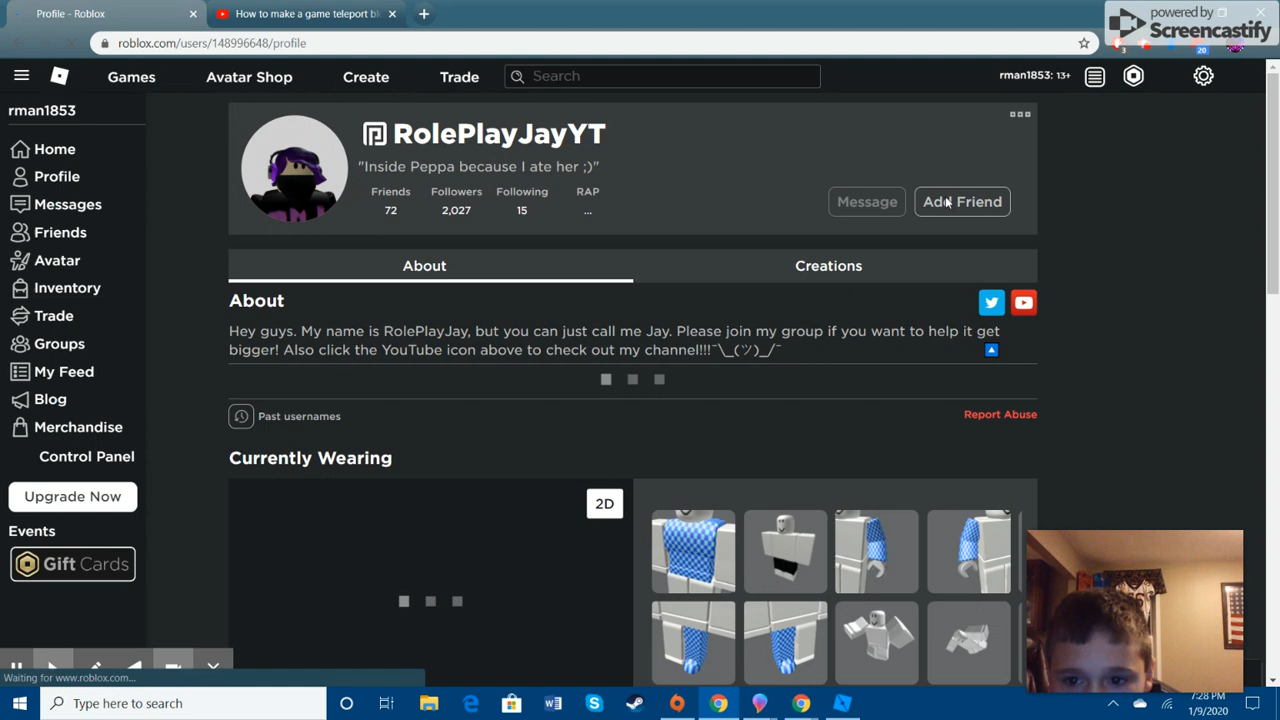 Profile - Roblox
How to make a game teleport bl
powered by
Screencastify
roblox.com/users/148996648/profile
3
20
Games
Avatar Shop
Create
Trade
Search
rman1853: 13+
rman1853
Home
Profile
Messages
Friends
Avatar
Inventory
Trade
Groups
My Feed
Blog
Merchandise
Control Panel
Upgrade Now
Events
Gift Cards
RolePlayJayYT
"Inside Peppa because I ate her ;)"
Friends Followers Following RAP
72 2,027 15 ...
Message
Add Friend
About
Creations
About
Hey guys. My name is RolePlayJay, but you can just call me Jay. Please join my group if you want to help it get
bigger! Also click the YouTube icon above to check out my channel!!!¯\_(ツ)_/¯
Past usernames
Report Abuse
Currently Wearing
2D
Waiting for www.roblox.com...
Type here to search
7:28 PM
1/9/2020